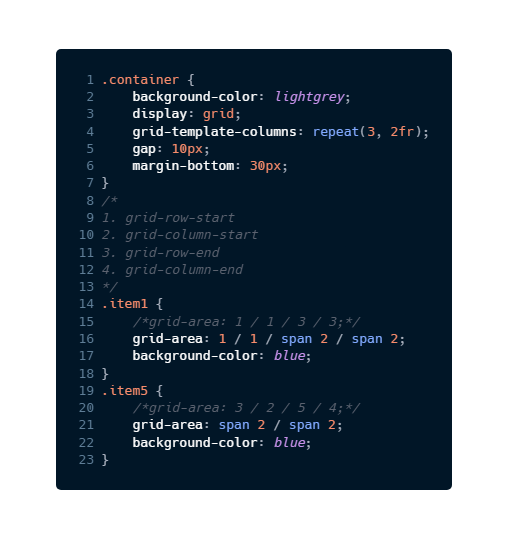 1 .container {
2     background-color: lightgrey;
3     display: grid;
4     grid-template-columns: repeat(3, 2fr);
5     gap: 10px;
6     margin-bottom: 30px;
7 }
8 /*
9 1. grid-row-start
10 2. grid-column-start
11 3. grid-row-end
12 4. grid-column-end
13 */
14 .item1 {
15     /*grid-area: 1 / 1 / 3 / 3;*/
16     grid-area: 1 / 1 / span 2 / span 2;
17     background-color: blue;
18 }
19 .item5 {
20     /*grid-area: 3 / 2 / 5 / 4;*/
21     grid-area: span 2 / span 2;
22     background-color: blue;
23 }